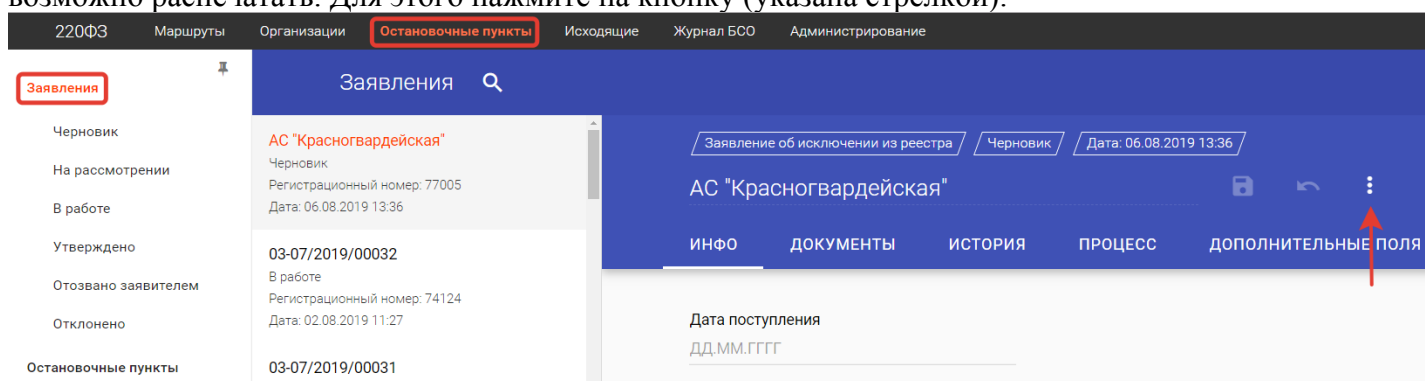 возможно распечатать. Для этого нажмите на кнопку (указана стрелкой).
220ФЗ Маршруты Организации Остановочные пункты Исходящие Журнал БСО Администрирование
Заявления
Черновик
На рассмотрении
В работе
Утверждено
Отозвано заявителем
Отклонено
Остановочные пункты
Заявления
АС "Красногвардейская"
Черновик
Регистрационный номер: 77005
Дата: 06.08.2019 13:36
03-07/2019/00032
В работе
Регистрационный номер: 74124
Дата: 02.08.2019 11:27
03-07/2019/00031
Заявление об исключении из реестра Черновик Дата: 06.08.2019 13:36
АС "Красногвардейская"
ИНФО ДОКУМЕНТЫ ИСТОРИЯ ПРОЦЕСС ДОПОЛНИТЕЛЬНЫЕ ПОЛЯ
Дата поступления
ДД.ММ.ГГГГ